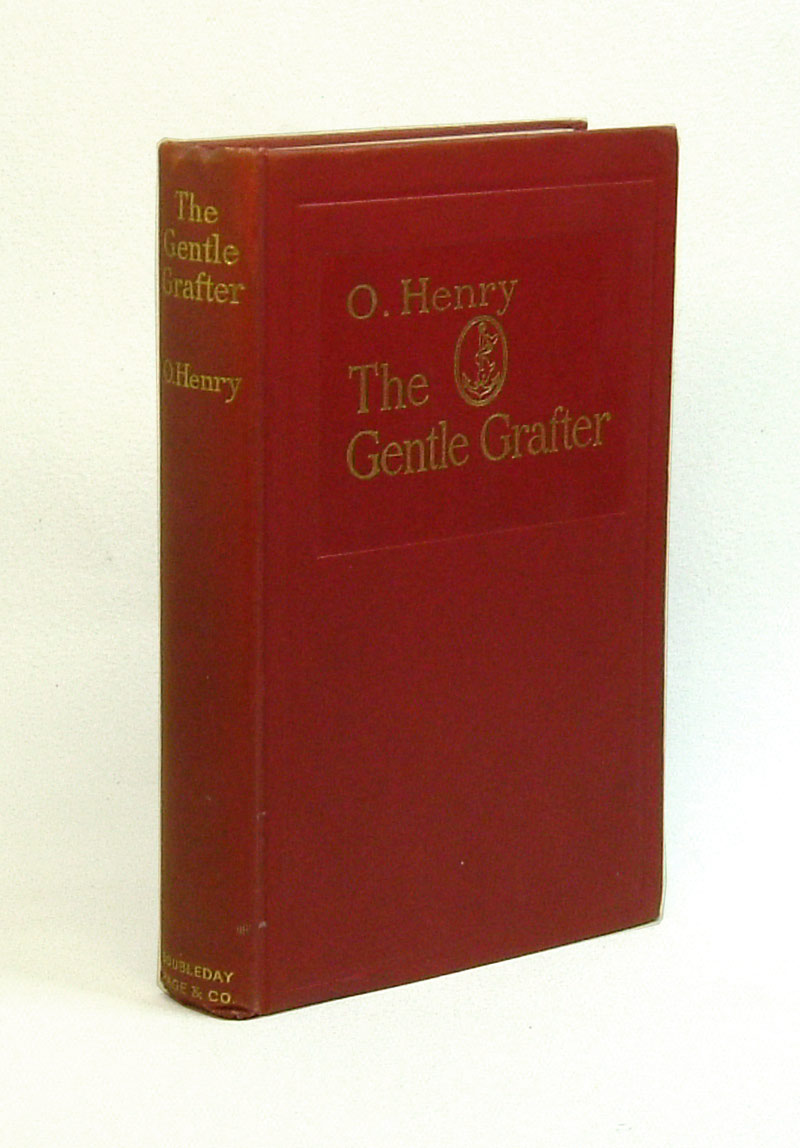 The
Gentle
Grafter
O.Henry
DOUBLEDAY
PAGE & CO.
O. Henry
The
Gentle Grafter